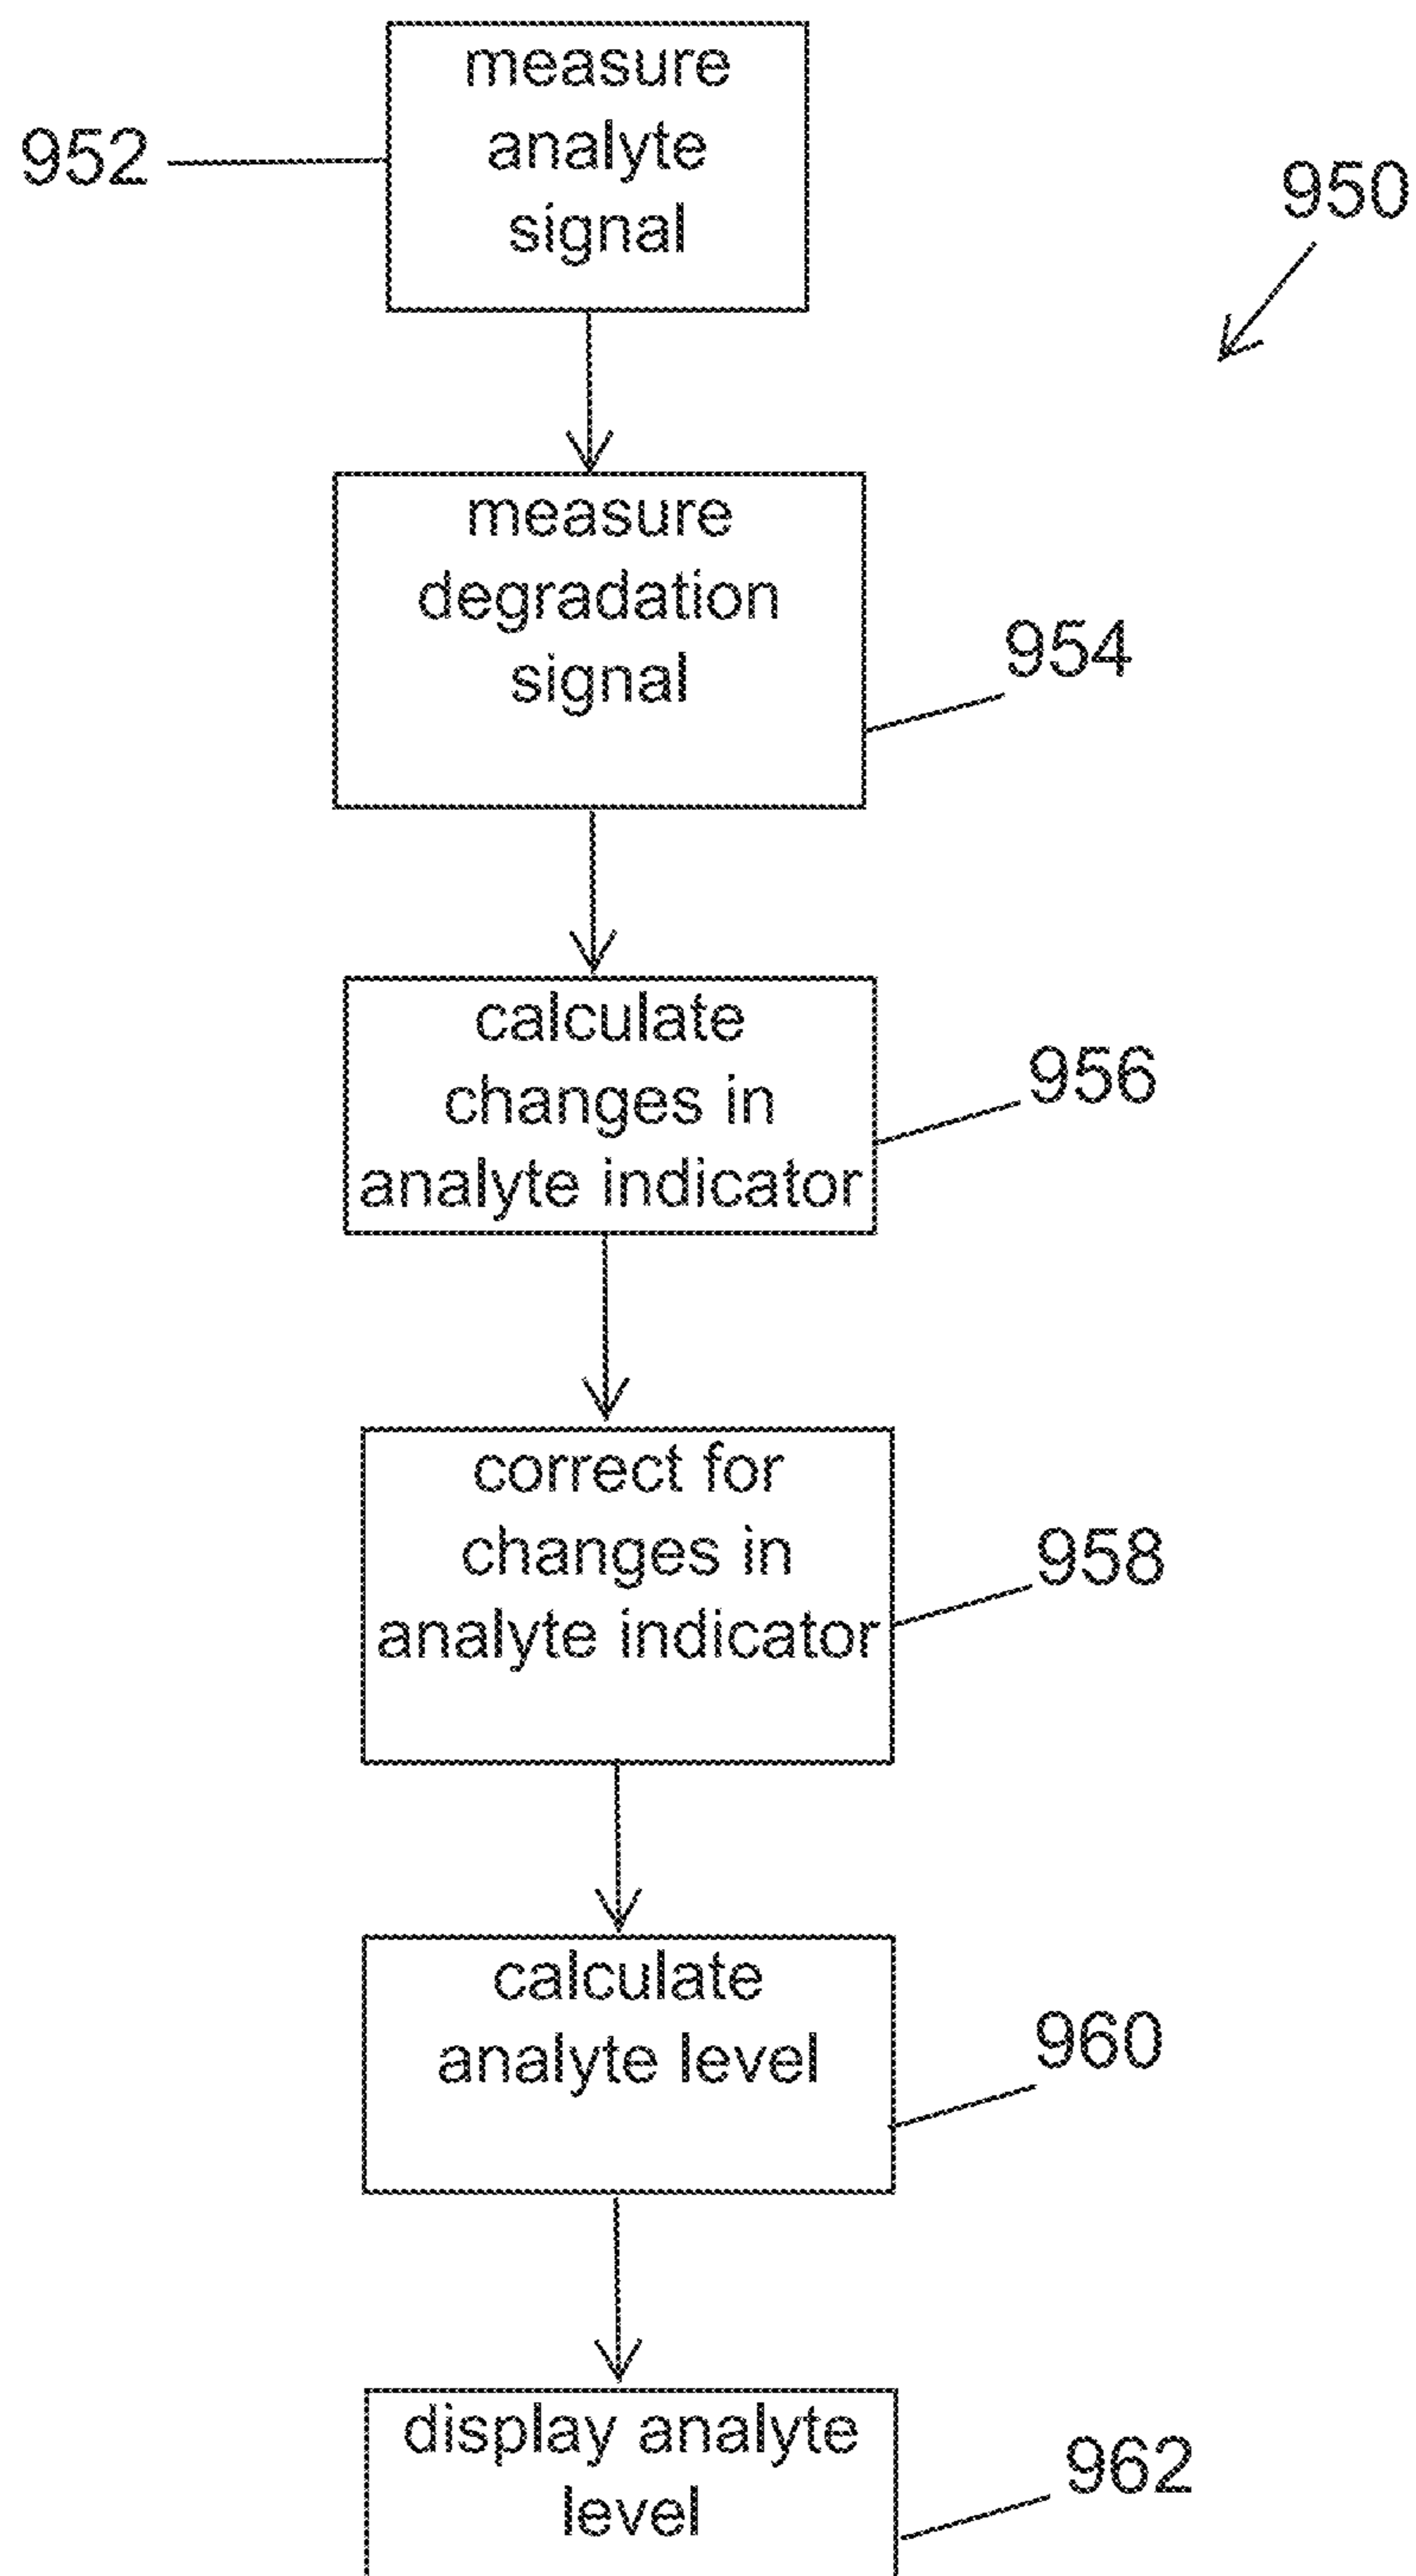 measure
analyte
signal
952
950
measure
degradation
signal
954
calculate
changes in
analyte indicator
956
correct for
changes in
analyte indicator
958
calculate
analyte level
960
display analyte
level
962